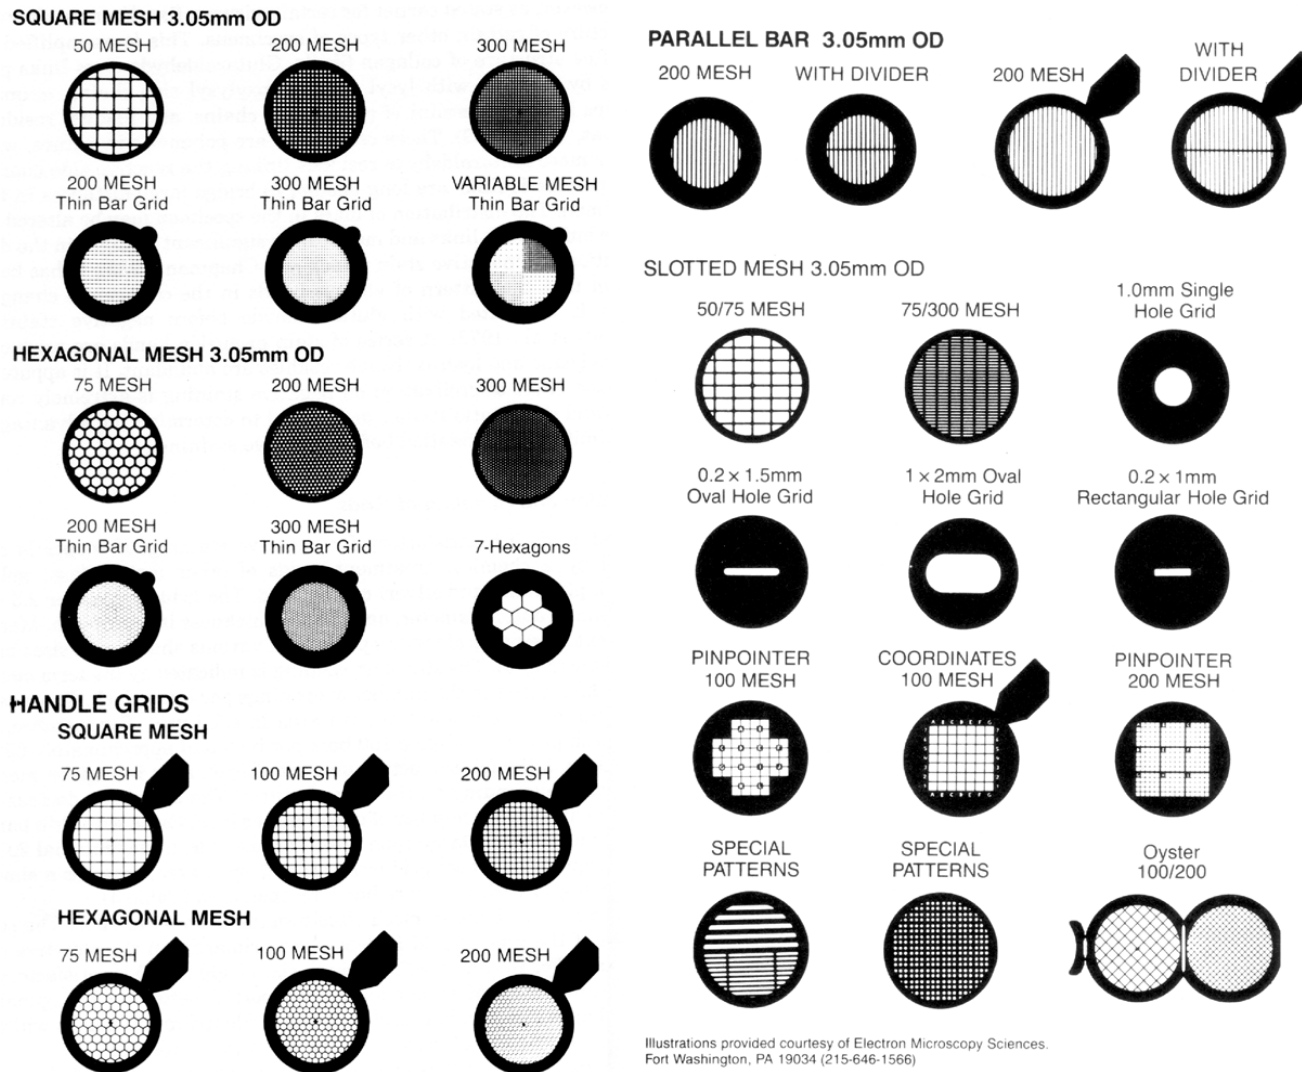 SQUARE MESH 3.05mm OD
50 MESH
200 MESH
300 MESH
200 MESH
Thin Bar Grid
300 MESH
Thin Bar Grid
VARIABLE MESH
Thin Bar Grid
HEXAGONAL MESH 3.05mm OD
75 MESH
200 MESH
300 MESH
200 MESH
Thin Bar Grid
300 MESH
Thin Bar Grid
7-Hexagons
HANDLE GRIDS
SQUARE MESH
75 MESH
100 MESH
200 MESH
HEXAGONAL MESH
75 MESH
100 MESH
200 MESH
PARALLEL BAR 3.05mm OD
200 MESH
WITH DIVIDER
200 MESH
WITH
DIVIDER
SLOTTED MESH 3.05mm OD
50/75 MESH
75/300 MESH
1.0mm Single
Hole Grid
0.2 × 1.5mm
Oval Hole Grid
1 × 2mm Oval
Hole Grid
0.2 × 1mm
Rectangular Hole Grid
PINPOINTER
100 MESH
COORDINATES
100 MESH
PINPOINTER
200 MESH
A B C D E F G
A B C D E F G
SPECIAL
PATTERNS
SPECIAL
PATTERNS
Oyster
100/200
Illustrations provided courtesy of Electron Microscopy Sciences.
Fort Washington, PA 19034 (215-646-1566)